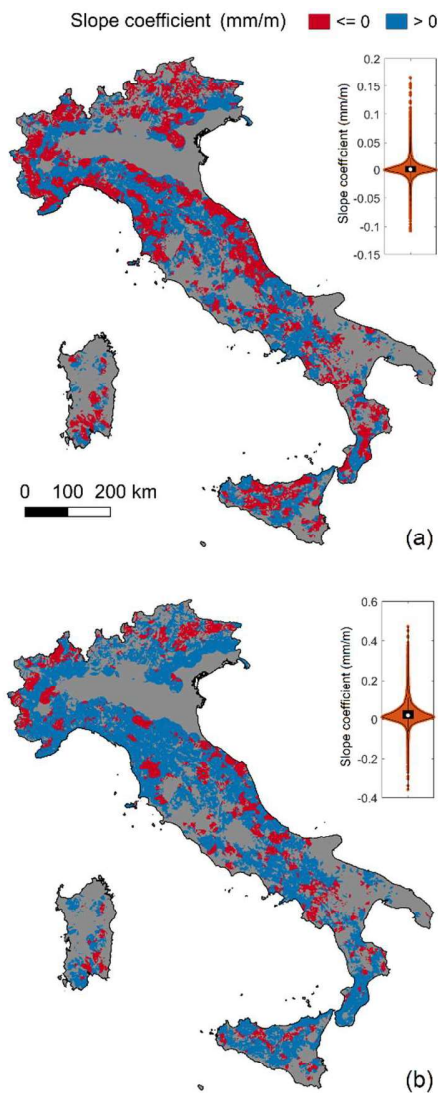 Slope coefficient (mm/m) <= 0 > 0
0.2
0.15
0.1
0.05
0
-0.05
-0.1
-0.15
Slope coefficient (mm/m)
0 100 200 km
(a)
0.6
0.4
0.2
0
-0.2
-0.4
Slope coefficient (mm/m)
(b)